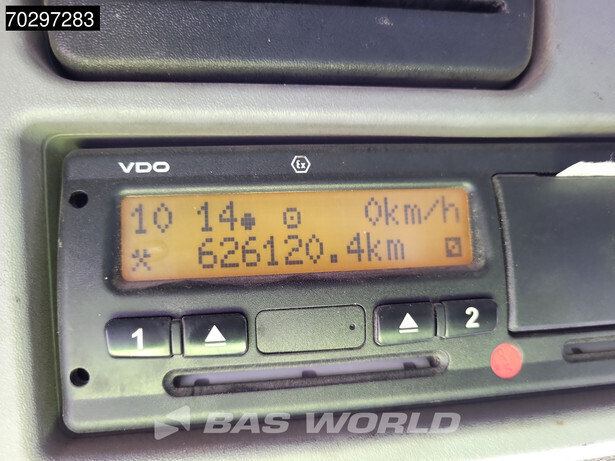 70297283
VDO Ex
10 14 0km/h
626120.4km
1 2
BAS WORLD